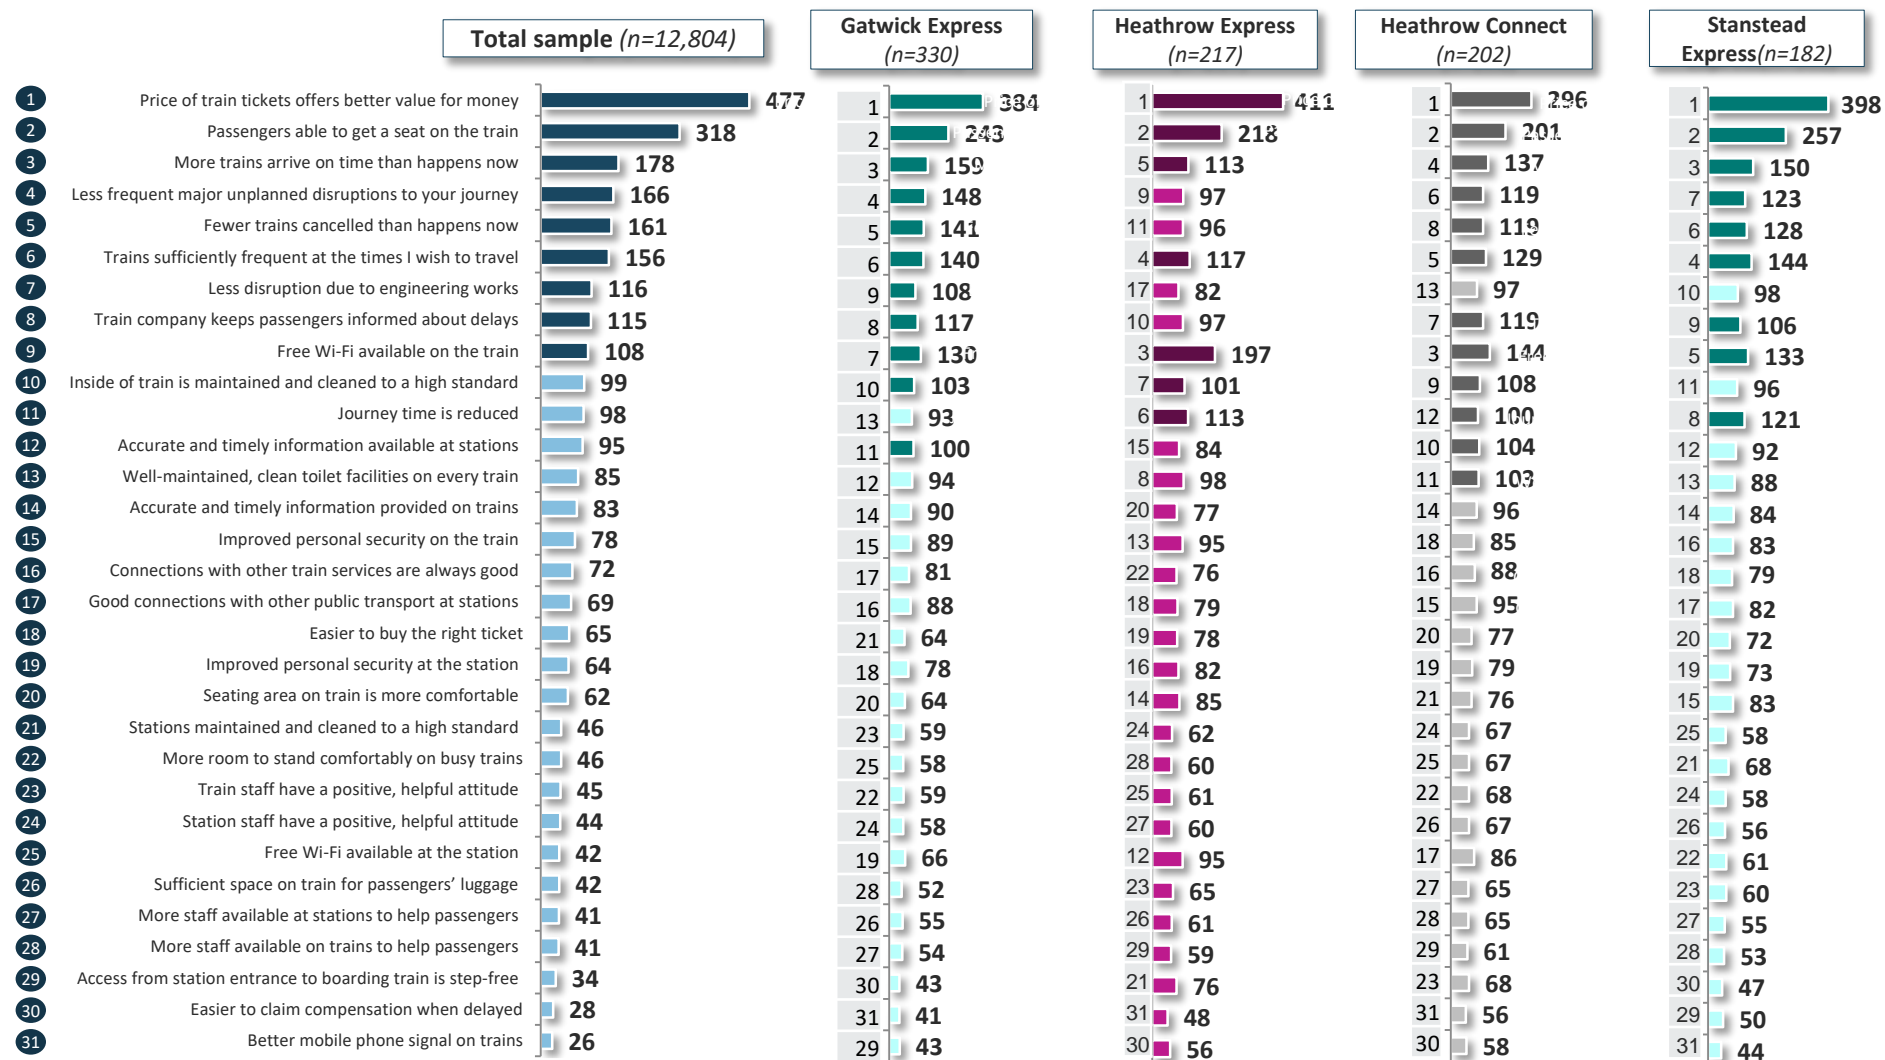 Total sample (n=12,804)
Gatwick Express
(n=330)
Heathrow Express
(n=217)
Heathrow Connect
(n=202)
Stanstead
Express(n=182)
1 Price of train tickets offers better value for money 477 1 384 1 411 1 296 1 398
2 Passengers able to get a seat on the train 318 2 243 2 218 2 201 2 257
3 More trains arrive on time than happens now 178 3 159 5 113 4 137 3 150
4 Less frequent major unplanned disruptions to your journey 166 4 148 9 97 6 119 7 123
5 Fewer trains cancelled than happens now 161 5 141 11 96 8 119 6 128
6 Trains sufficiently frequent at the times I wish to travel 156 6 140 4 117 5 129 4 144
7 Less disruption due to engineering works 116 9 108 17 82 13 97 10 98
8 Train company keeps passengers informed about delays 115 8 117 10 97 7 119 9 106
9 Free Wi-Fi available on the train 108 7 130 3 197 3 144 5 133
10 Inside of train is maintained and cleaned to a high standard 99 10 103 7 101 9 108 11 96
11 Journey time is reduced 98 13 93 6 113 12 100 8 121
12 Accurate and timely information available at stations 95 11 100 15 84 10 104 12 92
13 Well-maintained, clean toilet facilities on every train 85 12 94 8 98 11 103 13 88
14 Accurate and timely information provided on trains 83 14 90 20 77 14 96 14 84
15 Improved personal security on the train 78 15 89 13 95 18 85 16 83
16 Connections with other train services are always good 72 17 81 22 76 16 88 18 79
17 Good connections with other public transport at stations 69 16 88 18 79 15 95 17 82
18 Easier to buy the right ticket 65 21 64 19 78 20 77 20 72
19 Improved personal security at the station 64 18 78 16 82 19 79 19 73
20 Seating area on train is more comfortable 62 20 64 14 85 21 76 15 83
21 Stations maintained and cleaned to a high standard 46 23 59 24 62 24 67 25 58
22 More room to stand comfortably on busy trains 46 25 58 28 60 25 67 21 68
23 Train staff have a positive, helpful attitude 45 22 59 25 61 22 68 24 58
24 Station staff have a positive, helpful attitude 44 24 58 27 60 26 67 26 56
25 Free Wi-Fi available at the station 42 19 66 12 95 17 86 22 61
26 Sufficient space on train for passengers’ luggage 42 28 52 23 65 27 65 23 60
27 More staff available at stations to help passengers 41 26 55 26 61 28 65 27 55
28 More staff available on trains to help passengers 41 27 54 29 59 29 61 28 53
29 Access from station entrance to boarding train is step-free 34 30 43 21 76 23 68 30 47
30 Easier to claim compensation when delayed 28 31 41 31 48 31 56 29 50
31 Better mobile phone signal on trains 26 29 43 30 56 30 58 31 44